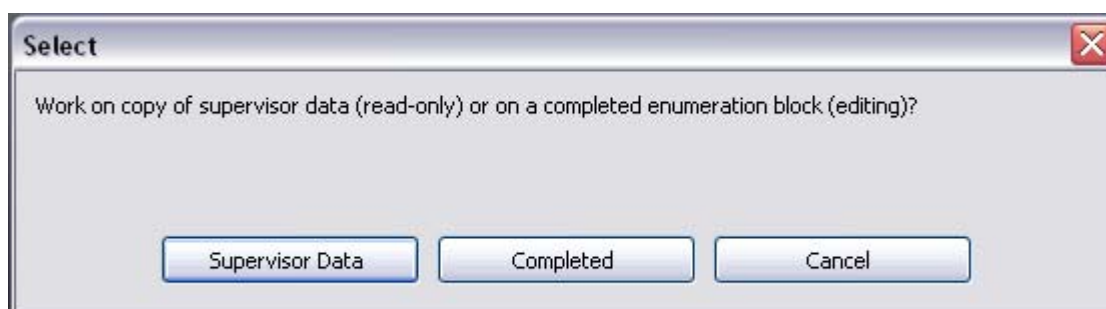 Select
Work on copy of supervisor data (read-only) or on a completed enumeration block (editing)?
Supervisor Data Completed Cancel